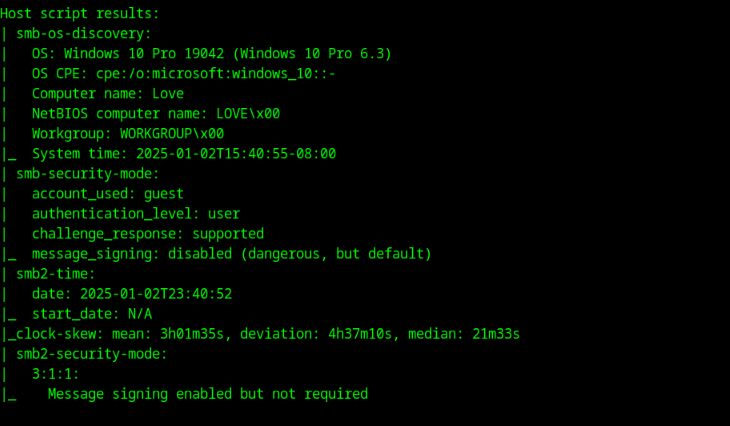 Host script results:
| smb-os-discovery:
|   OS: Windows 10 Pro 19042 (Windows 10 Pro 6.3)
|   OS CPE: cpe:/o:microsoft:windows_10::-
|   Computer name: Love
|   NetBIOS computer name: LOVE\x00
|   Workgroup: WORKGROUP\x00
|_  System time: 2025-01-02T15:40:55-08:00
| smb-security-mode:
|   account_used: guest
|   authentication_level: user
|   challenge_response: supported
|_  message_signing: disabled (dangerous, but default)
| smb2-time:
|   date: 2025-01-02T23:40:52
|_  start_date: N/A
|_clock-skew: mean: 3h01m35s, deviation: 4h37m10s, median: 21m33s
| smb2-security-mode:
|   3:1:1:
|_    Message signing enabled but not required